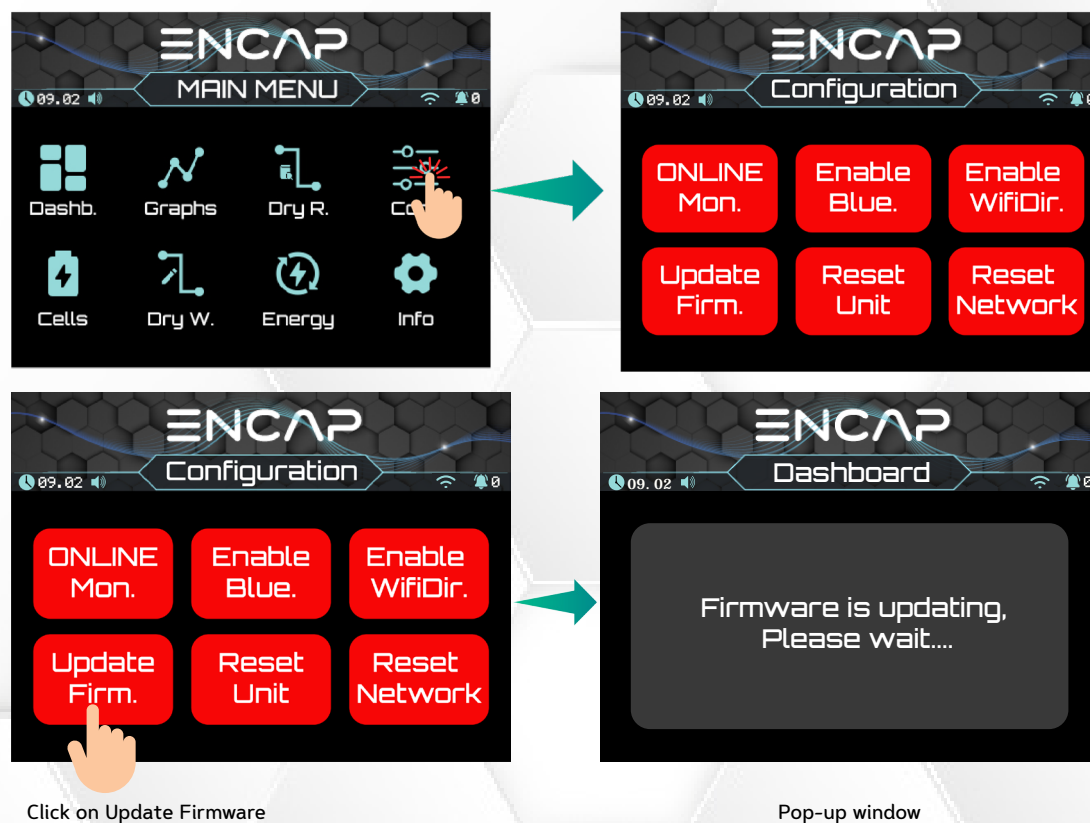 ENCAP
MAIN MENU
09.02
0
Dashb.
Graphs
Dry R.
Cells
Dry W.
Energy
Info
ENCAP
Configuration
09.02
0
ONLINE
Mon.
Enable
Blue.
Enable
WifiDir.
Update
Firm.
Reset
Unit
Reset
Network
ENCAP
Configuration
09.02
0
ONLINE
Mon.
Enable
Blue.
Enable
WifiDir.
Update
Firm.
Reset
Unit
Reset
Network
ENCAP
Dashboard
09.02
0
Firmware is updating,
Please wait....
Click on Update Firmware
Pop-up window